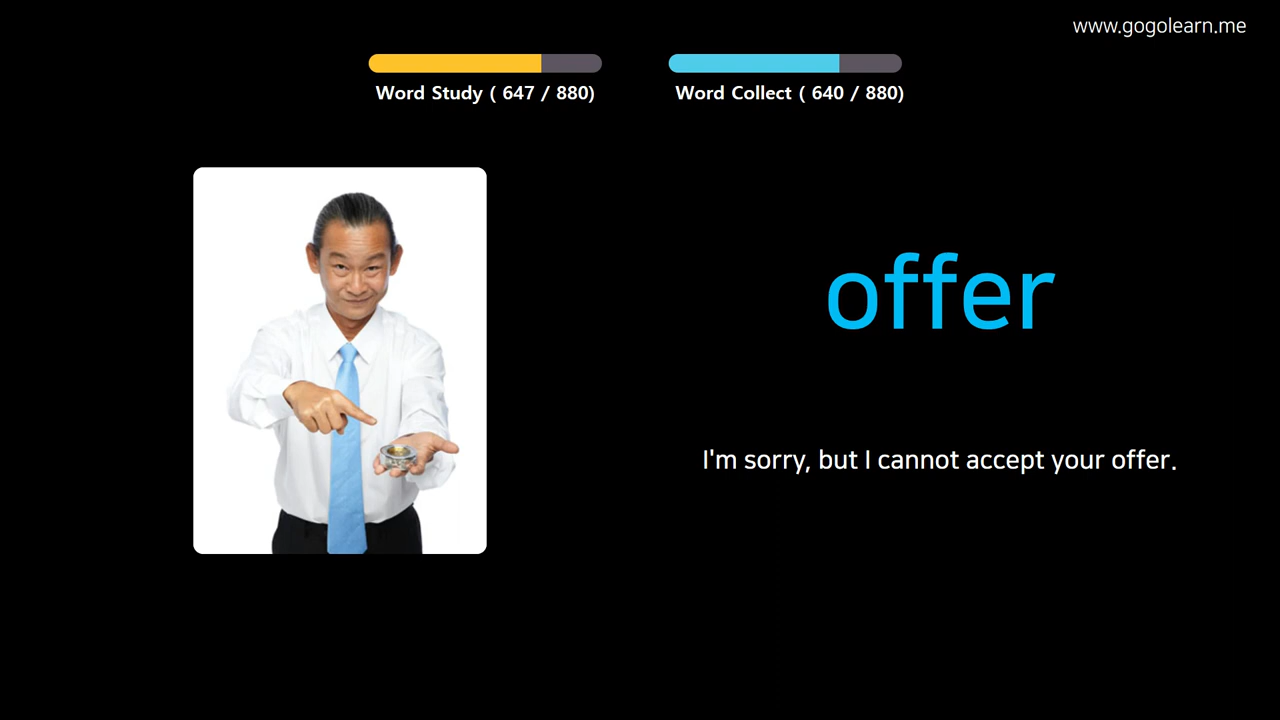 www.gogolearn.me
Word Study ( 647 / 880)
Word Collect ( 640 / 880)
offer
I'm sorry, but I cannot accept your offer.